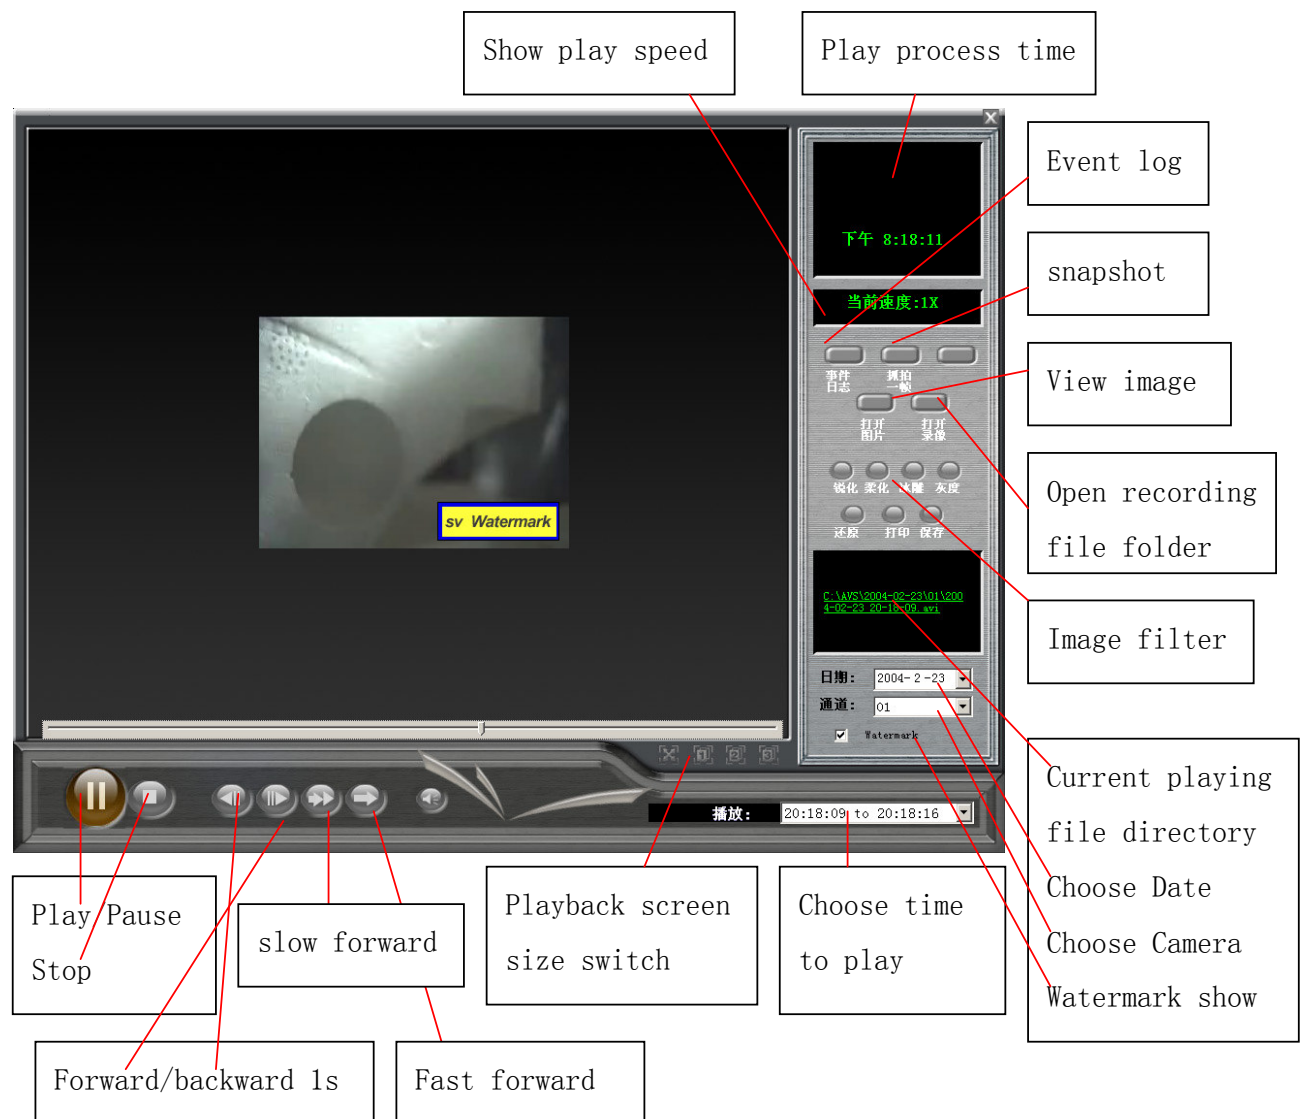 Show play speed
Play process time
Event log
snapshot
View image
Open recording
file folder
Image filter
Current playing
file directory
Choose Date
Choose Camera
Watermark show
下午 8:18:11
当前速度:1X
事件
日志
抓拍
一帧
打开
图片
打开
录像
锐化 柔化 冰雕 灰度
还原 打印 保存
C:\AVS\2004-02-23\01\200
4-02-23 20-18-09.avi
日期: 2004- 2 -23
通道: 01
Watermark
sv Watermark
1 2 3
播放: 20:18:09 to 20:18:16
Play Pause
Stop
slow forward
Playback screen
size switch
Choose time
to play
Forward/backward 1s
Fast forward